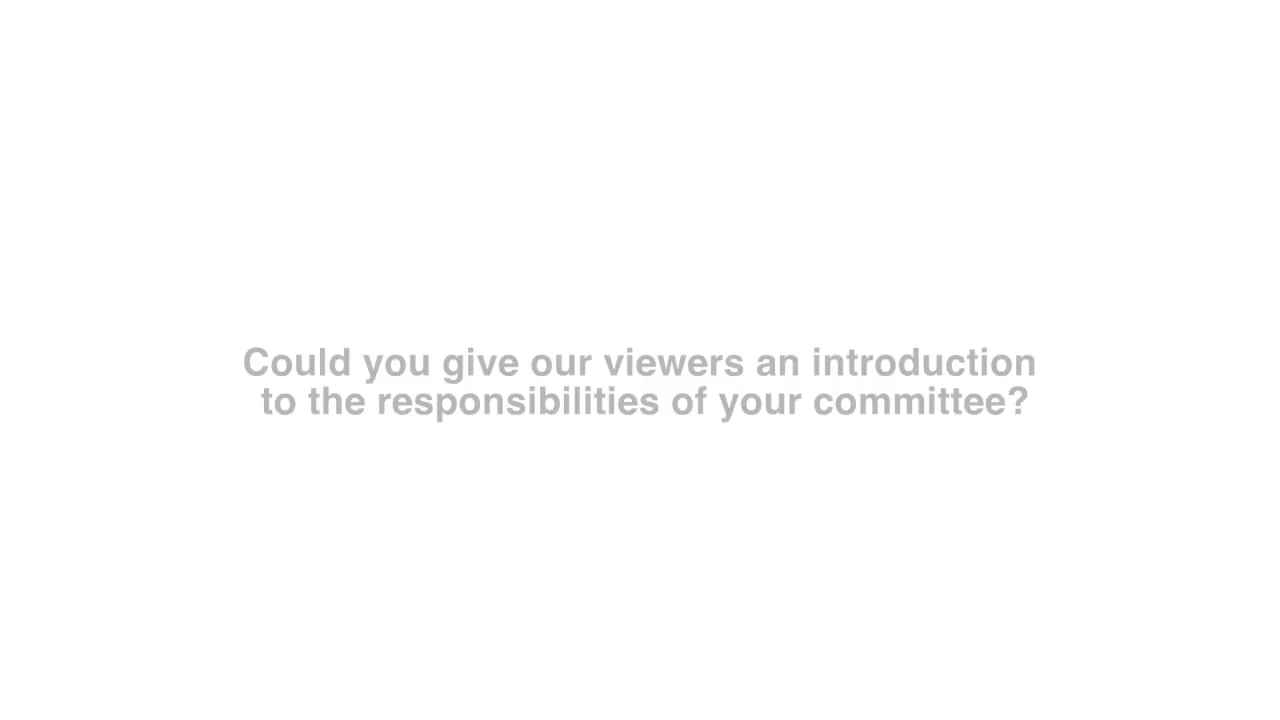 Could you give our viewers an introduction
to the responsibilities of your committee?